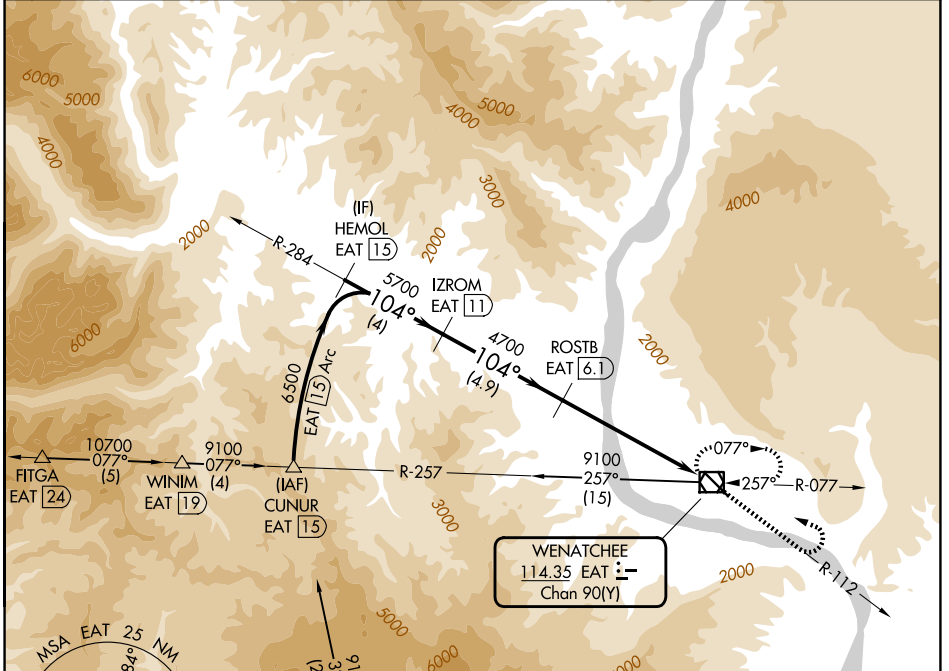 6000
5000
4000
2000
5000
4000
3000
2000
4000
(IF)
HEMOL
EAT 15
R-284
5700
104°
(4)
IZROM
EAT 11
4700
104°
(4.9)
ROSTB
EAT 6.1
2000
6000
6500
EAT 15 Arc
10700
077°
(5)
FITGA
EAT 24
9100
077°
(4)
WINIM
EAT 19
(IAF)
CUNUR
EAT 15
R-257
9100
257°
(15)
077°
257°
R-077
3000
WENATCHEE
114.35 EAT
Chan 90(Y)
2000
R-112
5000
6000
MSA EAT 25 NM